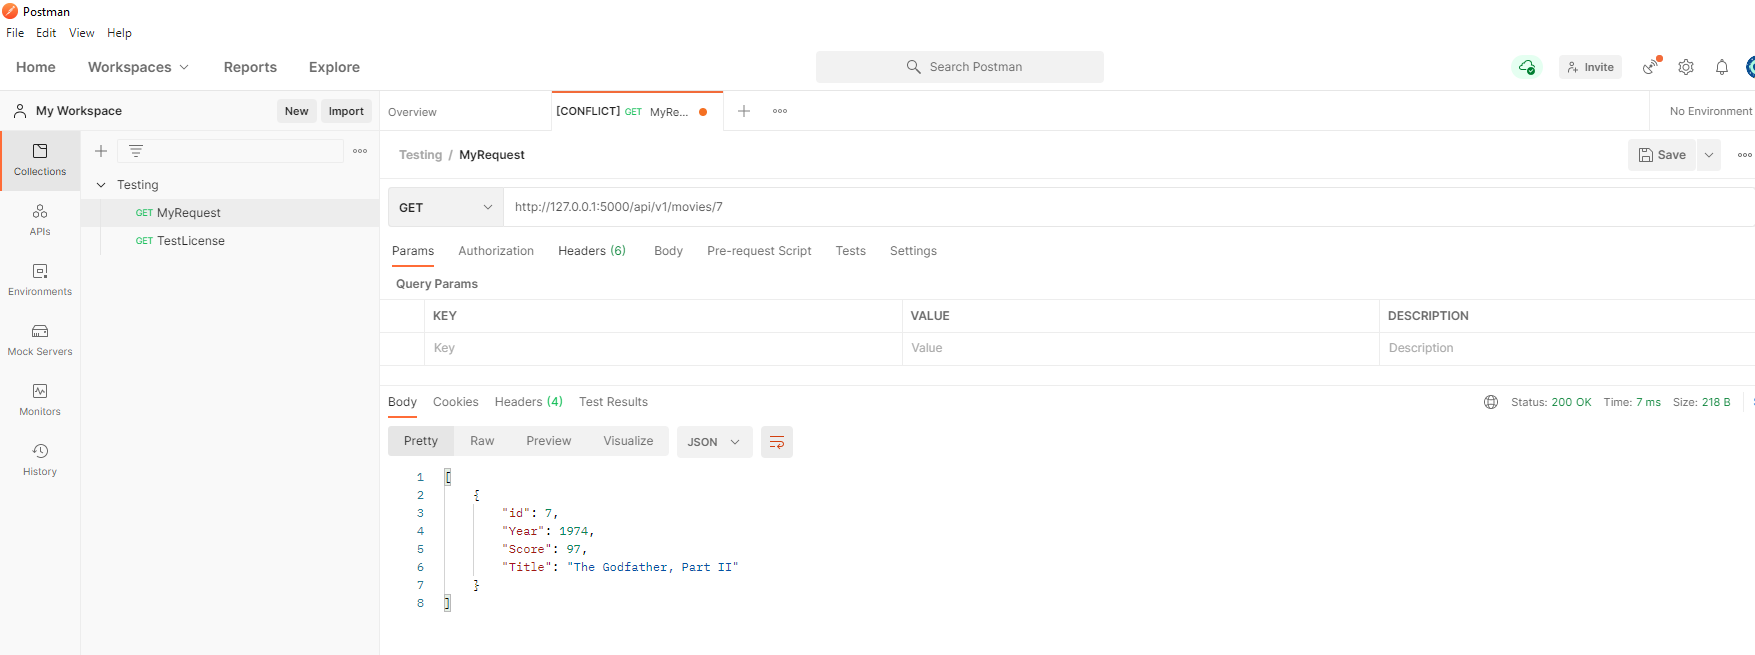 Postman
File Edit View Help
Home Workspaces Reports Explore
Search Postman
Invite
My Workspace New Import
Overview
[CONFLICT] GET MyRe...
No Environment
Collections
APIs
Environments
Mock Servers
Monitors
History
Testing
GET MyRequest
GET TestLicense
Testing / MyRequest
Save
GET http://127.0.0.1:5000/api/v1/movies/7
Params Authorization Headers (6) Body Pre-request Script Tests Settings
Query Params
KEY VALUE DESCRIPTION
Key Value Description
Body Cookies Headers (4) Test Results
Status: 200 OK Time: 7 ms Size: 218 B
Pretty Raw Preview Visualize JSON
1 [
2 {
3 "id": 7,
4 "Year": 1974,
5 "Score": 97,
6 "Title": "The Godfather, Part II"
7 }
8 ]